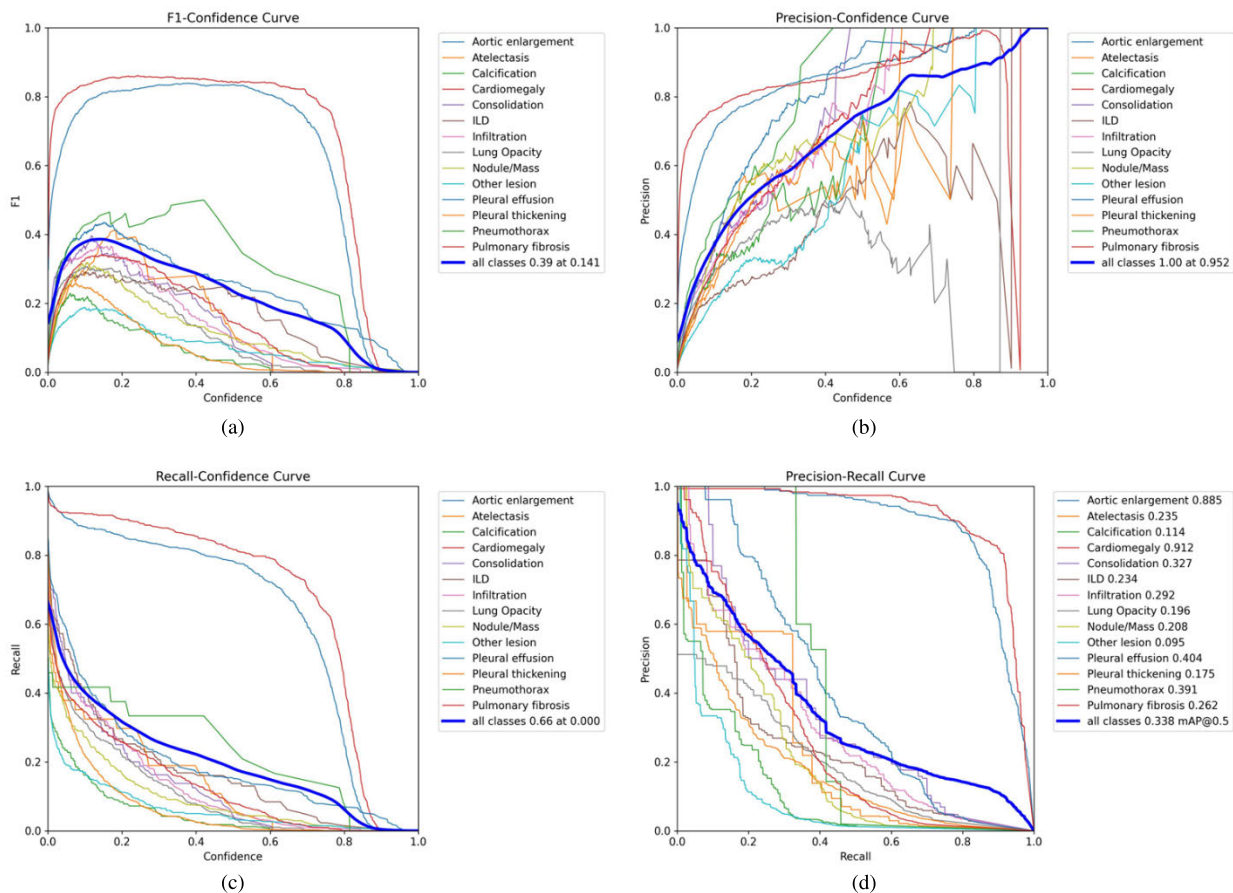 F1-Confidence Curve
1.0
0.8
0.6
0.4
0.2
0.0
0.0 0.2 0.4 0.6 0.8 1.0
F1
Confidence
Aortic enlargement
Atelectasis
Calcification
Cardiomegaly
Consolidation
ILD
Infiltration
Lung Opacity
Nodule/Mass
Other lesion
Pleural effusion
Pleural thickening
Pneumothorax
Pulmonary fibrosis
all classes 0.39 at 0.141
(a)
Precision-Confidence Curve
1.0
0.8
0.6
0.4
0.2
0.0
0.0 0.2 0.4 0.6 0.8 1.0
Precision
Confidence
Aortic enlargement
Atelectasis
Calcification
Cardiomegaly
Consolidation
ILD
Infiltration
Lung Opacity
Nodule/Mass
Other lesion
Pleural effusion
Pleural thickening
Pneumothorax
Pulmonary fibrosis
all classes 1.00 at 0.952
(b)
Recall-Confidence Curve
1.0
0.8
0.6
0.4
0.2
0.0
0.0 0.2 0.4 0.6 0.8 1.0
Recall
Confidence
Aortic enlargement
Atelectasis
Calcification
Cardiomegaly
Consolidation
ILD
Infiltration
Lung Opacity
Nodule/Mass
Other lesion
Pleural effusion
Pleural thickening
Pneumothorax
Pulmonary fibrosis
all classes 0.66 at 0.000
(c)
Precision-Recall Curve
1.0
0.8
0.6
0.4
0.2
0.0
0.0 0.2 0.4 0.6 0.8 1.0
Precision
Recall
Aortic enlargement 0.885
Atelectasis 0.235
Calcification 0.114
Cardiomegaly 0.912
Consolidation 0.327
ILD 0.234
Infiltration 0.292
Lung Opacity 0.196
Nodule/Mass 0.208
Other lesion 0.095
Pleural effusion 0.404
Pleural thickening 0.175
Pneumothorax 0.391
Pulmonary fibrosis 0.262
all classes 0.338 mAP@0.5
(d)